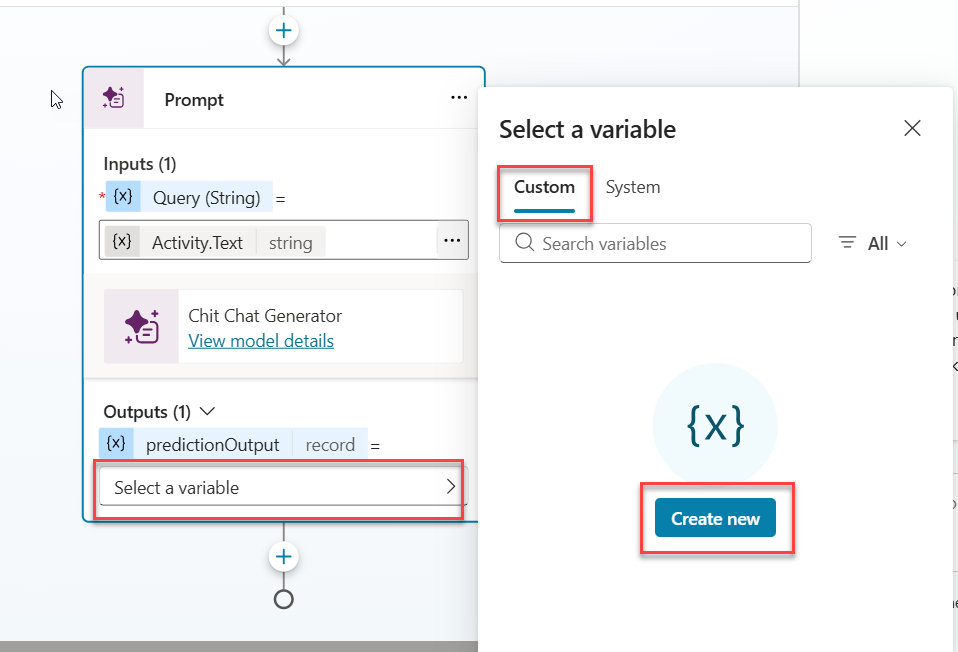 Prompt
...
Inputs (1)
* {x} Query (String) =
{x} Activity.Text string ...
Chit Chat Generator
View model details
Outputs (1)
{x} predictionOutput record =
Select a variable
Select a variable
Custom System
Search variables
All
{x}
Create new